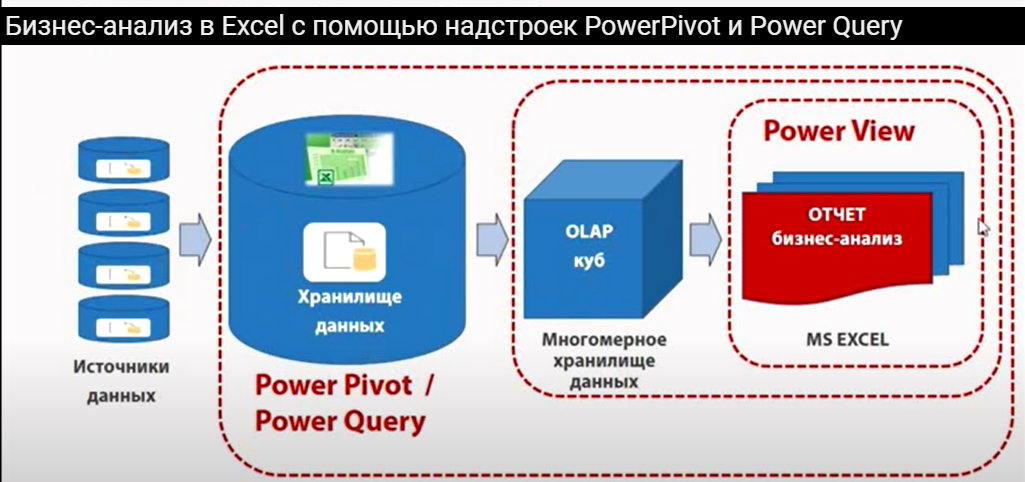 Бизнес-анализ в Excel с помощью надстроек PowerPivot и Power Query
Power View
ОТЧЕТ
бизнес-анализ
OLAP
куб
Хранилище
данных
Источники
данных
Многомерное
хранилище
данных
MS EXCEL
Power Pivot /
Power Query